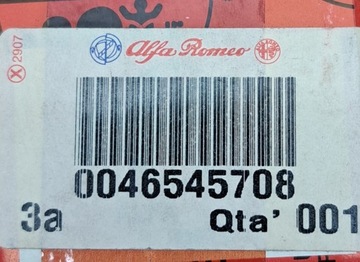 X 2907
Alfa Romeo
0046545708
3a Qta' 001